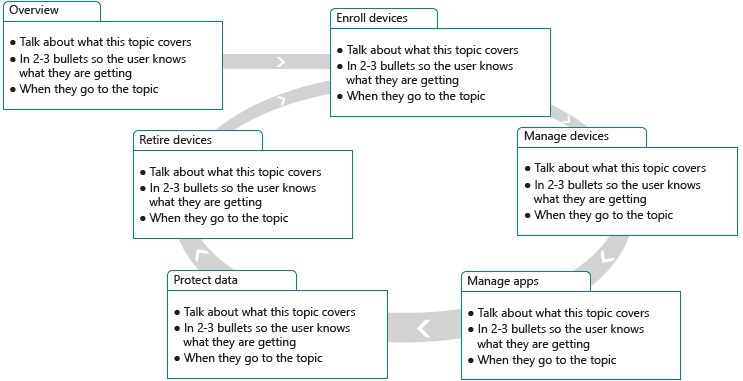 Overview
● Talk about what this topic covers
● In 2-3 bullets so the user knows
what they are getting
● When they go to the topic
Enroll devices
● Talk about what this topic covers
● In 2-3 bullets so the user knows
what they are getting
● When they go to the topic
Manage devices
● Talk about what this topic covers
● In 2-3 bullets so the user knows
what they are getting
● When they go to the topic
Manage apps
● Talk about what this topic covers
● In 2-3 bullets so the user knows
what they are getting
● When they go to the topic
Protect data
● Talk about what this topic covers
● In 2-3 bullets so the user knows
what they are getting
● When they go to the topic
Retire devices
● Talk about what this topic covers
● In 2-3 bullets so the user knows
what they are getting
● When they go to the topic